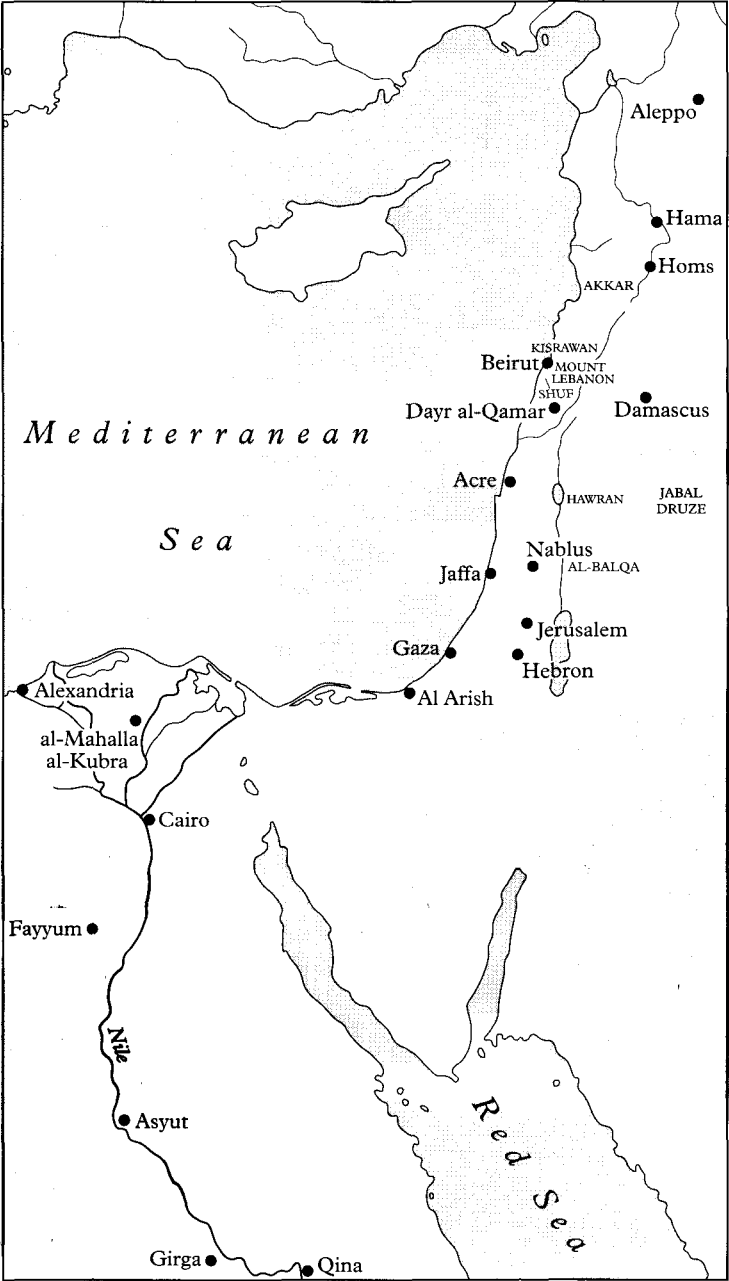 Aleppo
Hama
Homs
AKKAR
KISRAWAN
Beirut
MOUNT
LEBANON
SHUF
Dayr al-Qamar
Damascus
Mediterranean
Sea
Acre
HAWRAN
JABAL
DRUZE
Nablus
AL-BALQA
Jaffa
Jerusalem
Gaza
Hebron
Al Arish
Alexandria
al-Mahalla
al-Kubra
Cairo
Fayyum
Nile
Asyut
Red Sea
Girga
Qina